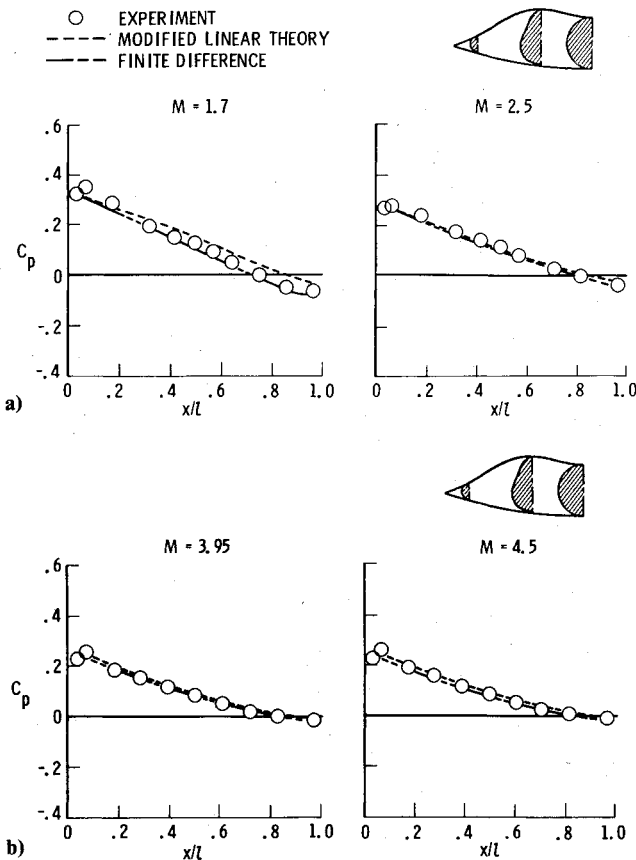 EXPERIMENT
MODIFIED LINEAR THEORY
FINITE DIFFERENCE
M = 1.7
M = 2.5
.6
.4
.2
0
-.2
-.4
Cp
0 .2 .4 .6 .8 1.0
x/l
0 .2 .4 .6 .8 1.0
x/l
a)
M = 3.95
M = 4.5
.6
.4
.2
0
-.2
-.4
Cp
0 .2 .4 .6 .8 1.0
x/l
0 .2 .4 .6 .8 1.0
x/l
b)